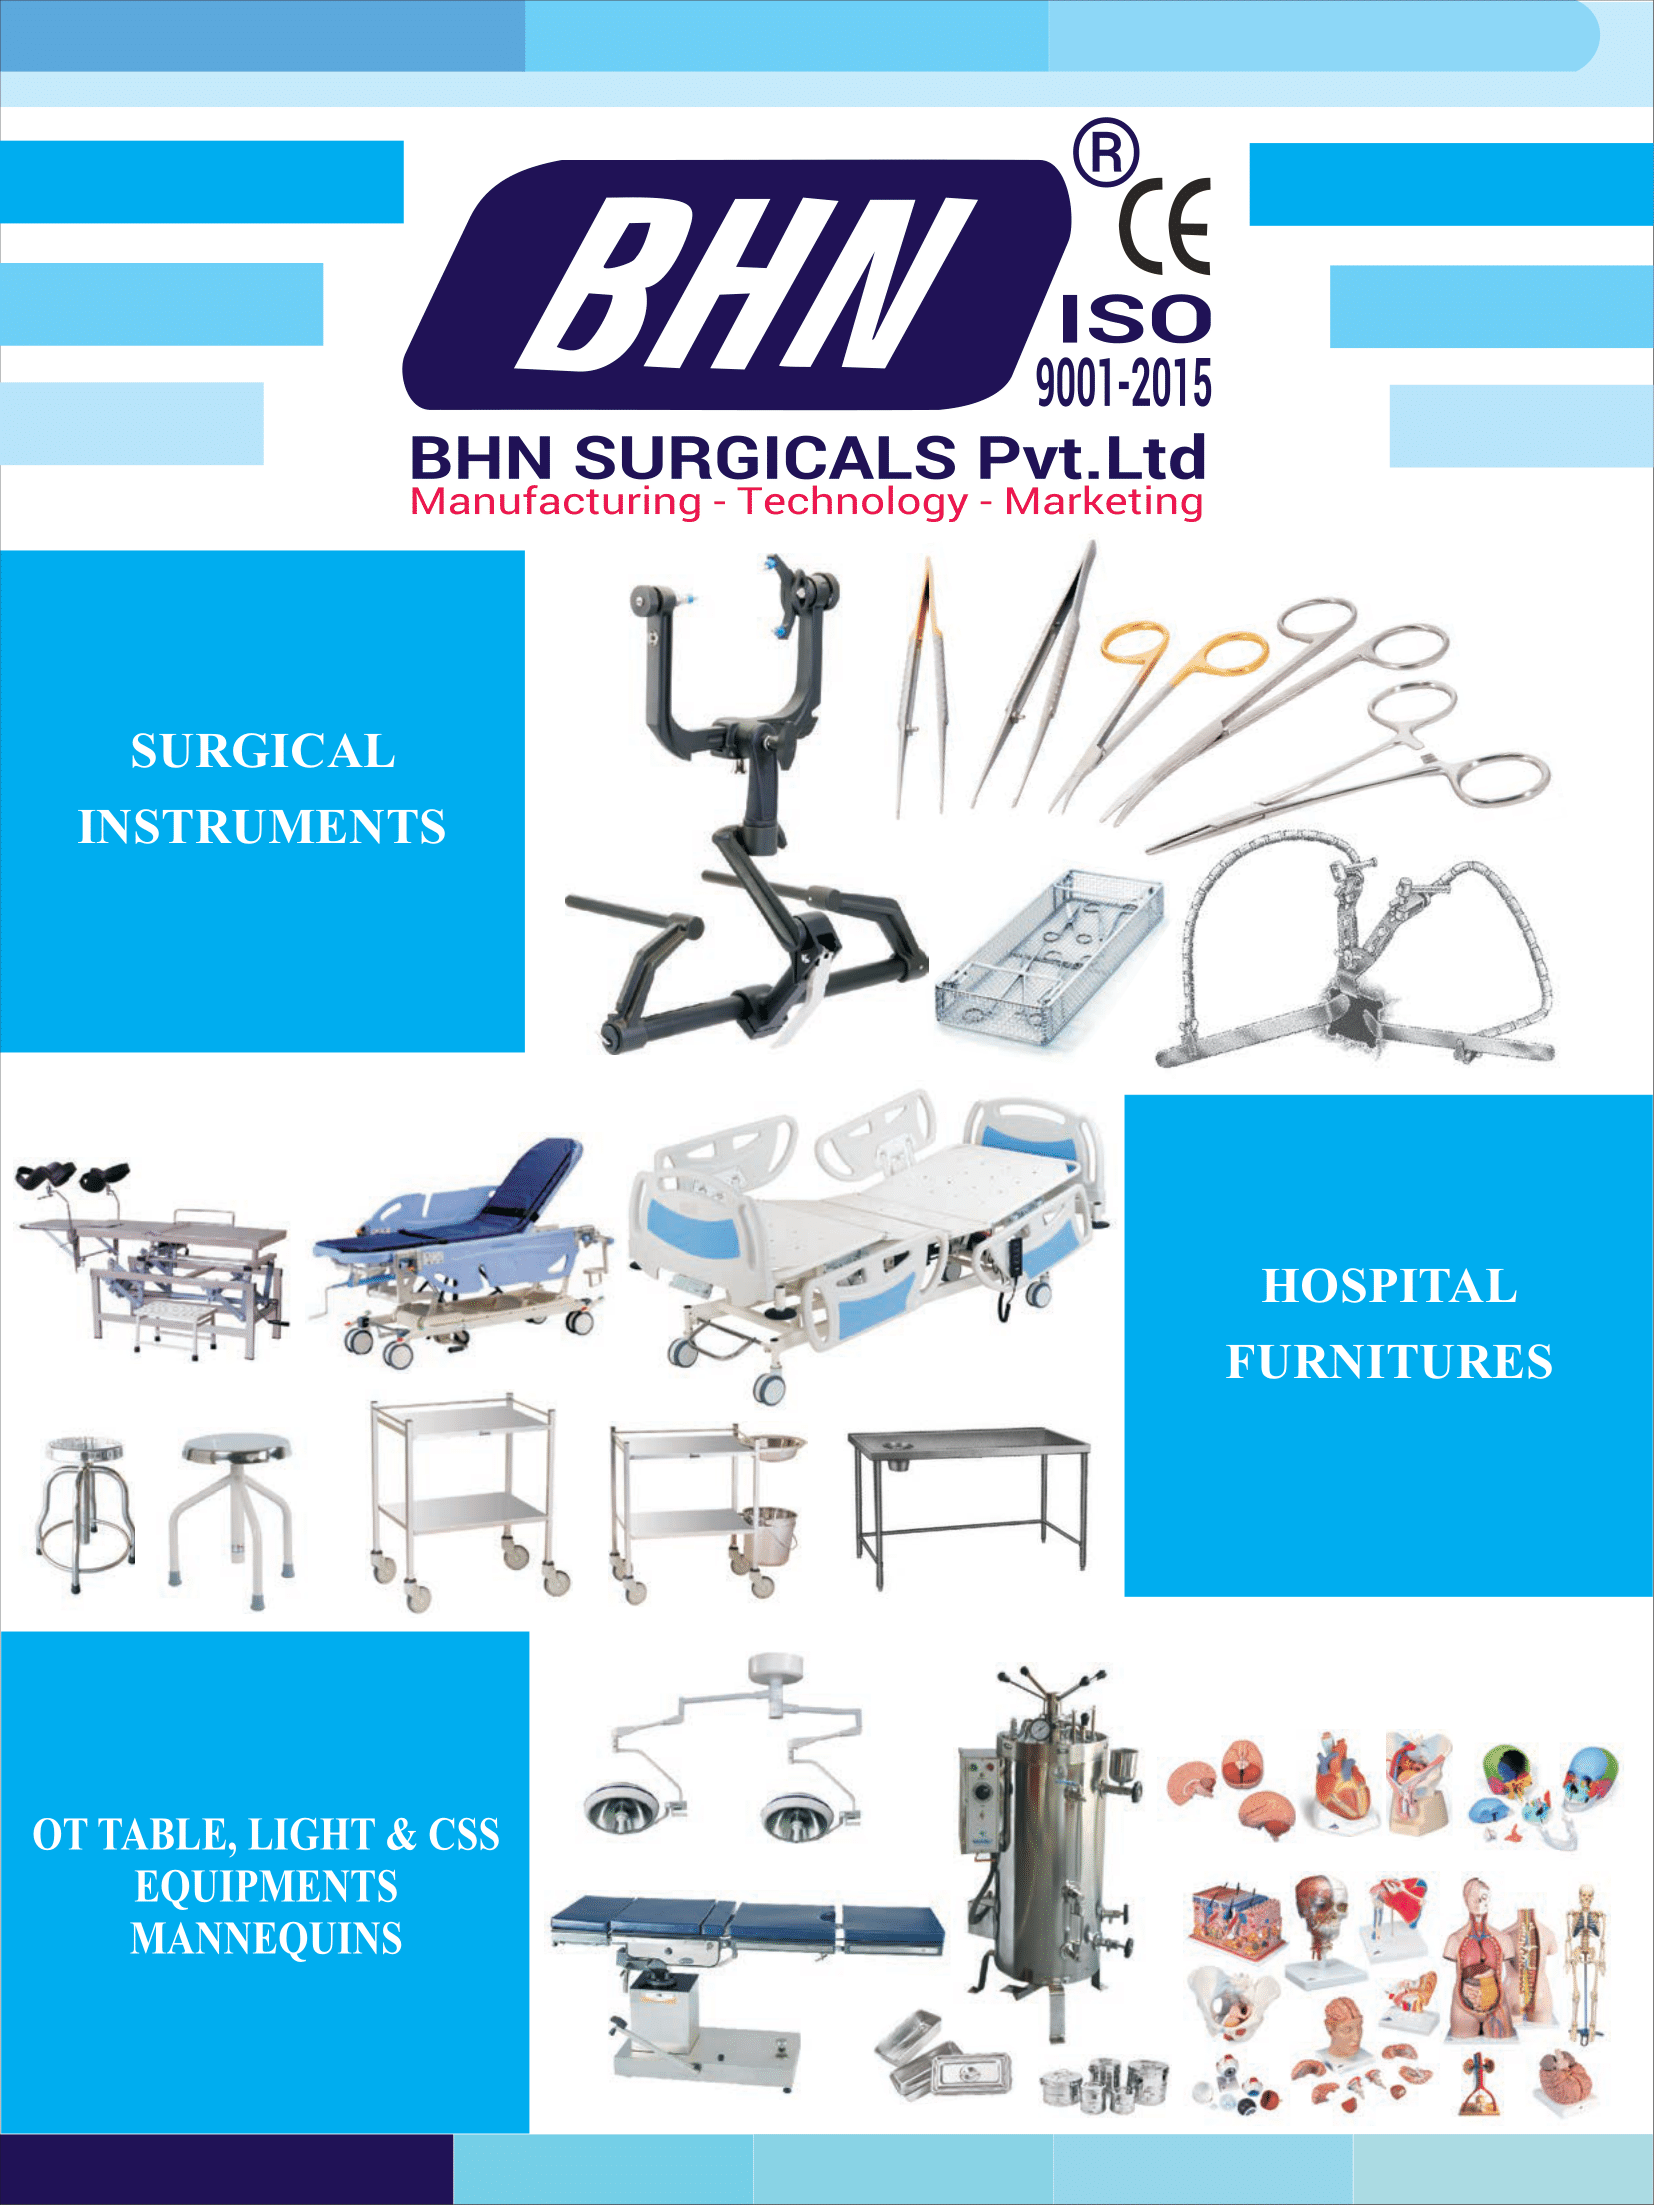 BHN
®
CE
ISO
9001-2015
BHN SURGICALS Pvt.Ltd
Manufacturing - Technology - Marketing
SURGICAL
INSTRUMENTS
BHN
HOSPITAL
FURNITURES
OT TABLE, LIGHT & CSS
EQUIPMENTS
MANNEQUINS